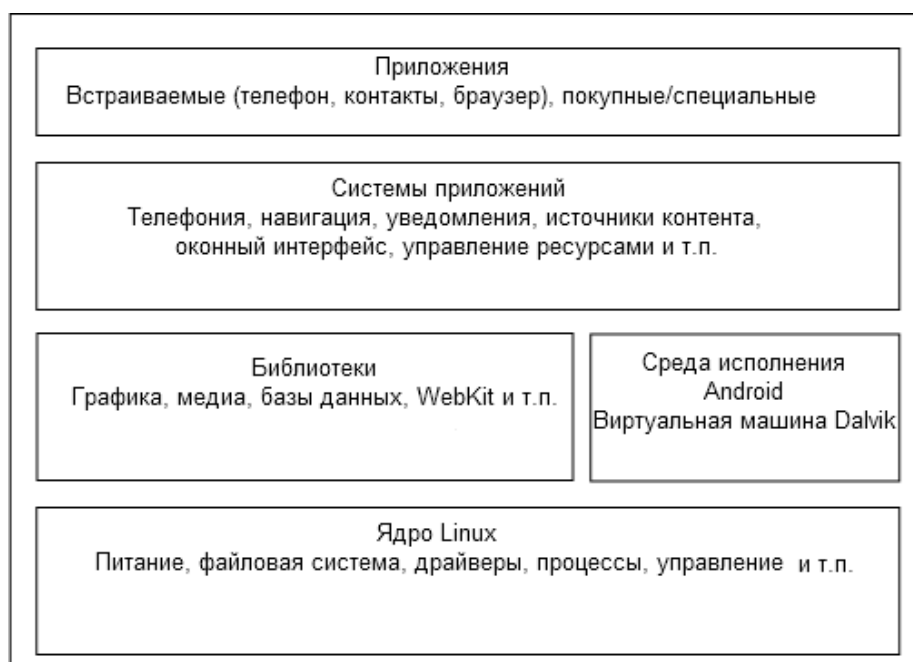 Приложения
Встраиваемые (телефон, контакты, браузер), покупные/специальные
Системы приложений
Телефония, навигация, уведомления, источники контента,
оконный интерфейс, управление ресурсами и т.п.
Библиотеки
Графика, медиа, базы данных, WebKit и т.п.
Среда исполнения
Android
Виртуальная машина Dalvik
Ядро Linux
Питание, файловая система, драйверы, процессы, управление и т.п.